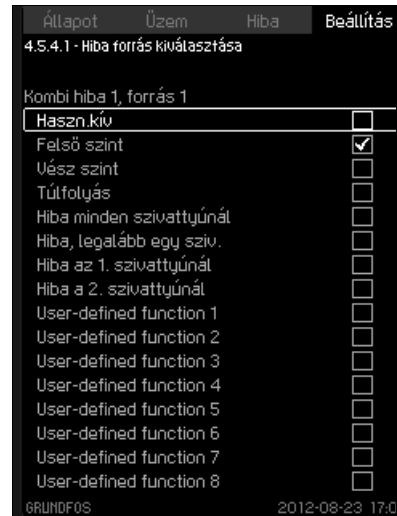 Állapot Üzem Hiba Beállítás
4.5.4.1 - Hiba forrás kiválasztása
Kombi hiba 1, forrás 1
Haszn.kív
Felső szint
Vész szint
Túlfolyás
Hiba minden szivattyúnál
Hiba, legalább egy sziv.
Hiba az 1. szivattyúnál
Hiba a 2. szivattyúnál
User-defined function 1
User-defined function 2
User-defined function 3
User-defined function 4
User-defined function 5
User-defined function 6
User-defined function 7
User-defined function 8
GRUNDFOS 2012-08-23 17:0